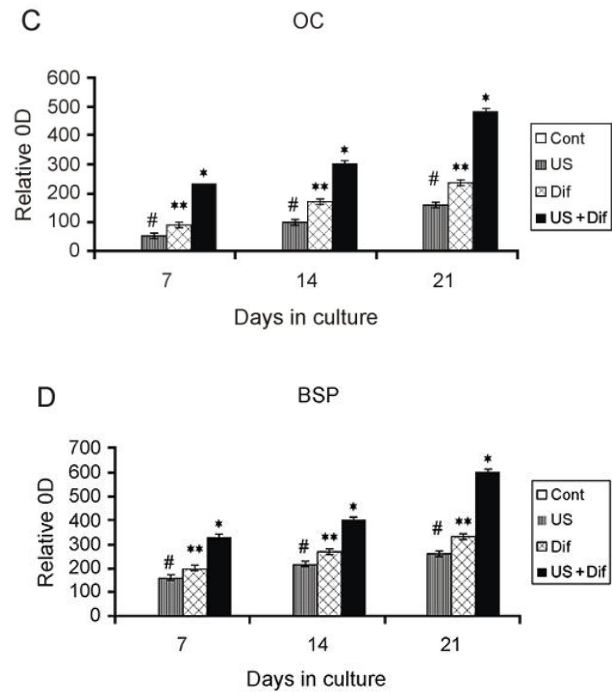 C
OC
600
500
400
300
200
100
0
Relative 0D
# ** *
# ** *
# ** *
7 14 21
Days in culture
Cont
US
Dif
US + Dif
D
BSP
700
600
500
400
300
200
100
0
Relative 0D
# ** *
# ** *
# ** *
7 14 21
Days in culture
Cont
US
Dif
US + Dif